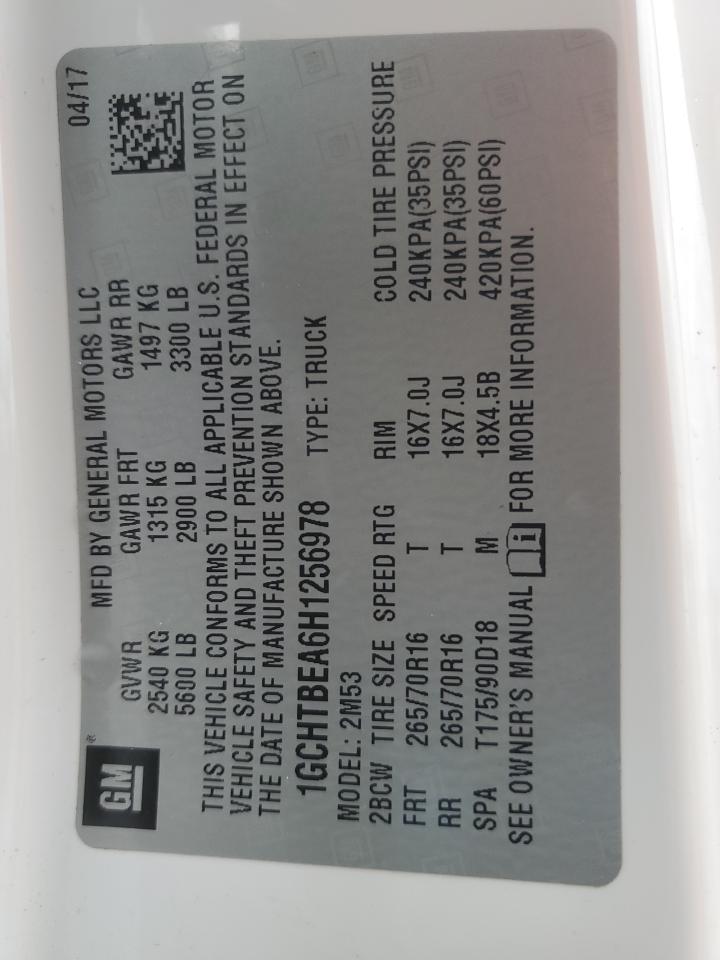 GM®
MFD BY GENERAL MOTORS LLC 04/17
GVWR GAWR FRT GAWR RR
2540 KG 1315 KG 1497 KG
5600 LB 2900 LB 3300 LB
THIS VEHICLE CONFORMS TO ALL APPLICABLE U.S. FEDERAL MOTOR
VEHICLE SAFETY AND THEFT PREVENTION STANDARDS IN EFFECT ON
THE DATE OF MANUFACTURE SHOWN ABOVE.
1GCHTBEA6H1256978 TYPE: TRUCK
MODEL: 2M53
2BCW TIRE SIZE SPEED RTG RIM COLD TIRE PRESSURE
FRT 265/70R16 T 16X7.0J 240KPA(35PSI)
RR 265/70R16 T 16X7.0J 240KPA(35PSI)
SPA T175/90D18 M 18X4.5B 420KPA(60PSI)
SEE OWNER'S MANUAL FOR MORE INFORMATION.